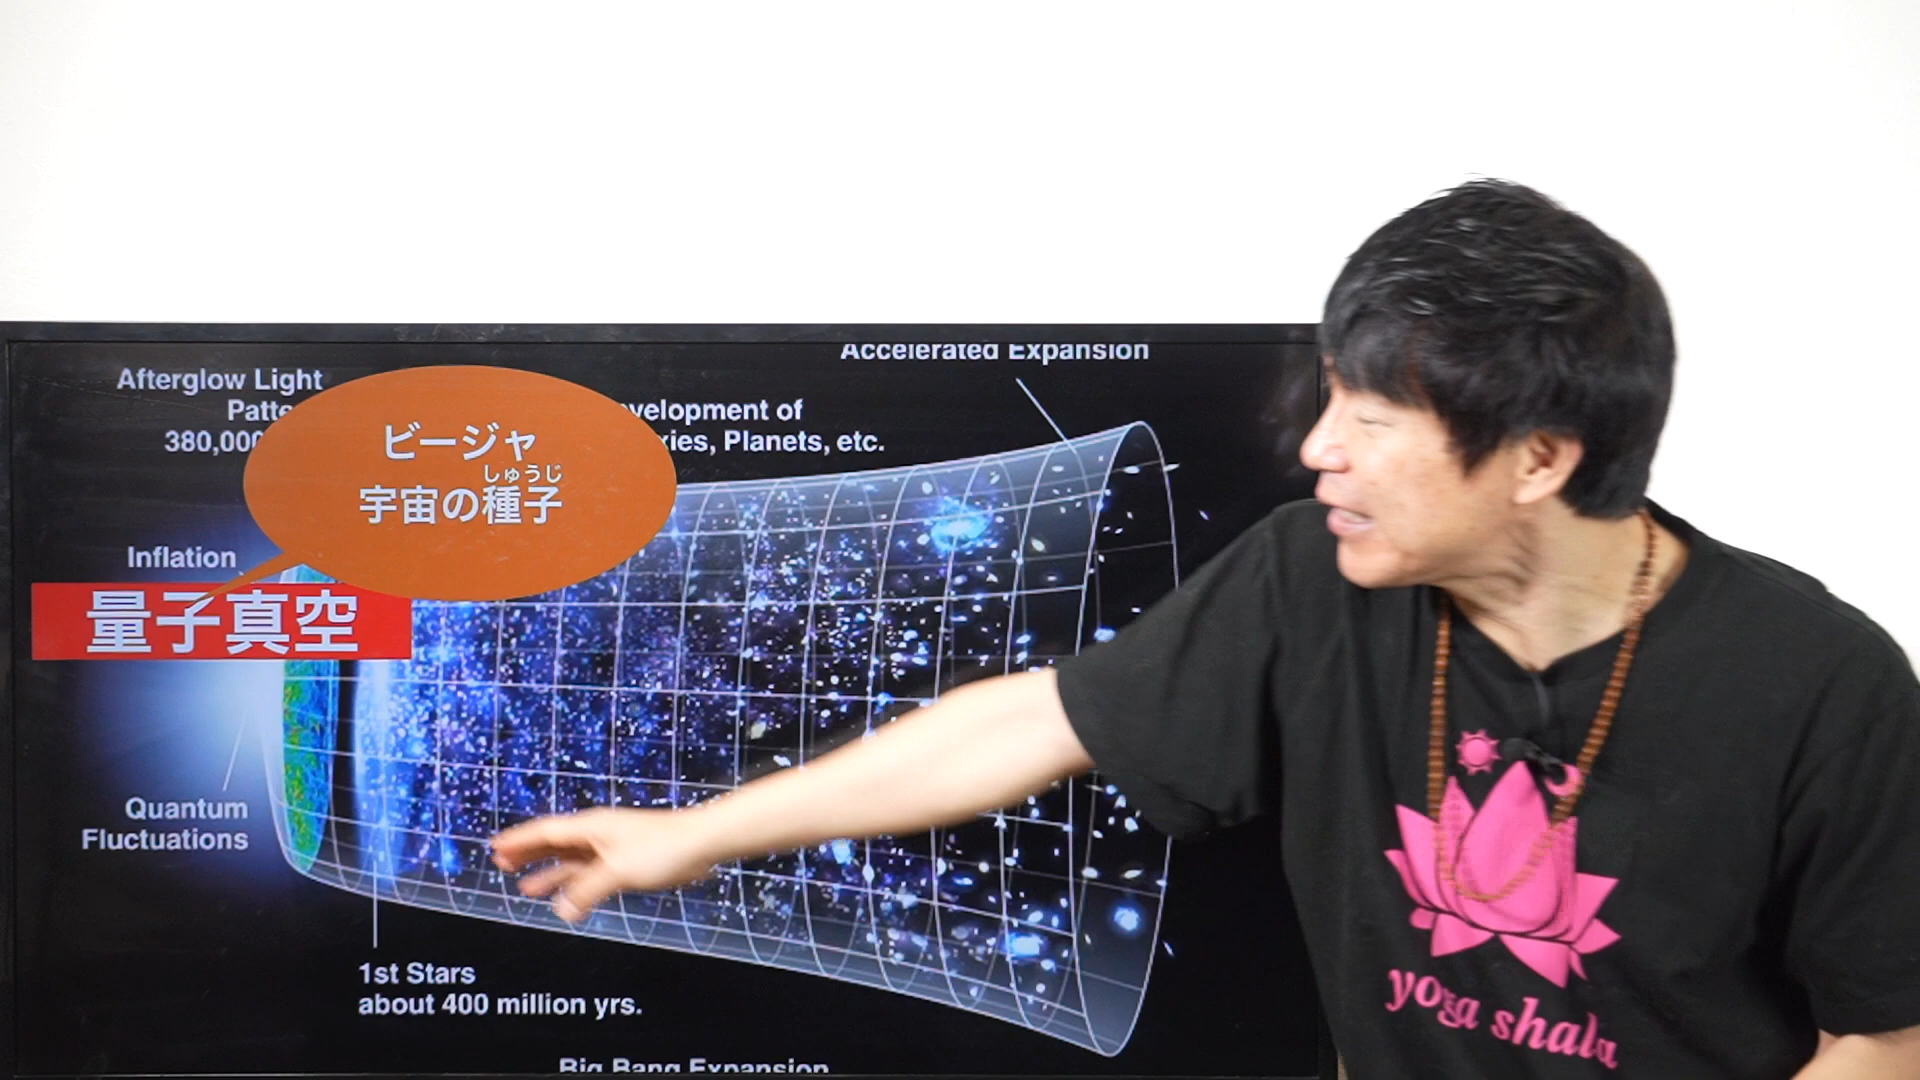 Accelerated Expansion
Afterglow Light
Patte
380,000
velopment of
xies, Planets, etc.
ビージャ
しゅうじ
宇宙の種子
Inflation
量子真空
Quantum
Fluctuations
1st Stars
about 400 million yrs.
Big Bang Expansion
yoga shala